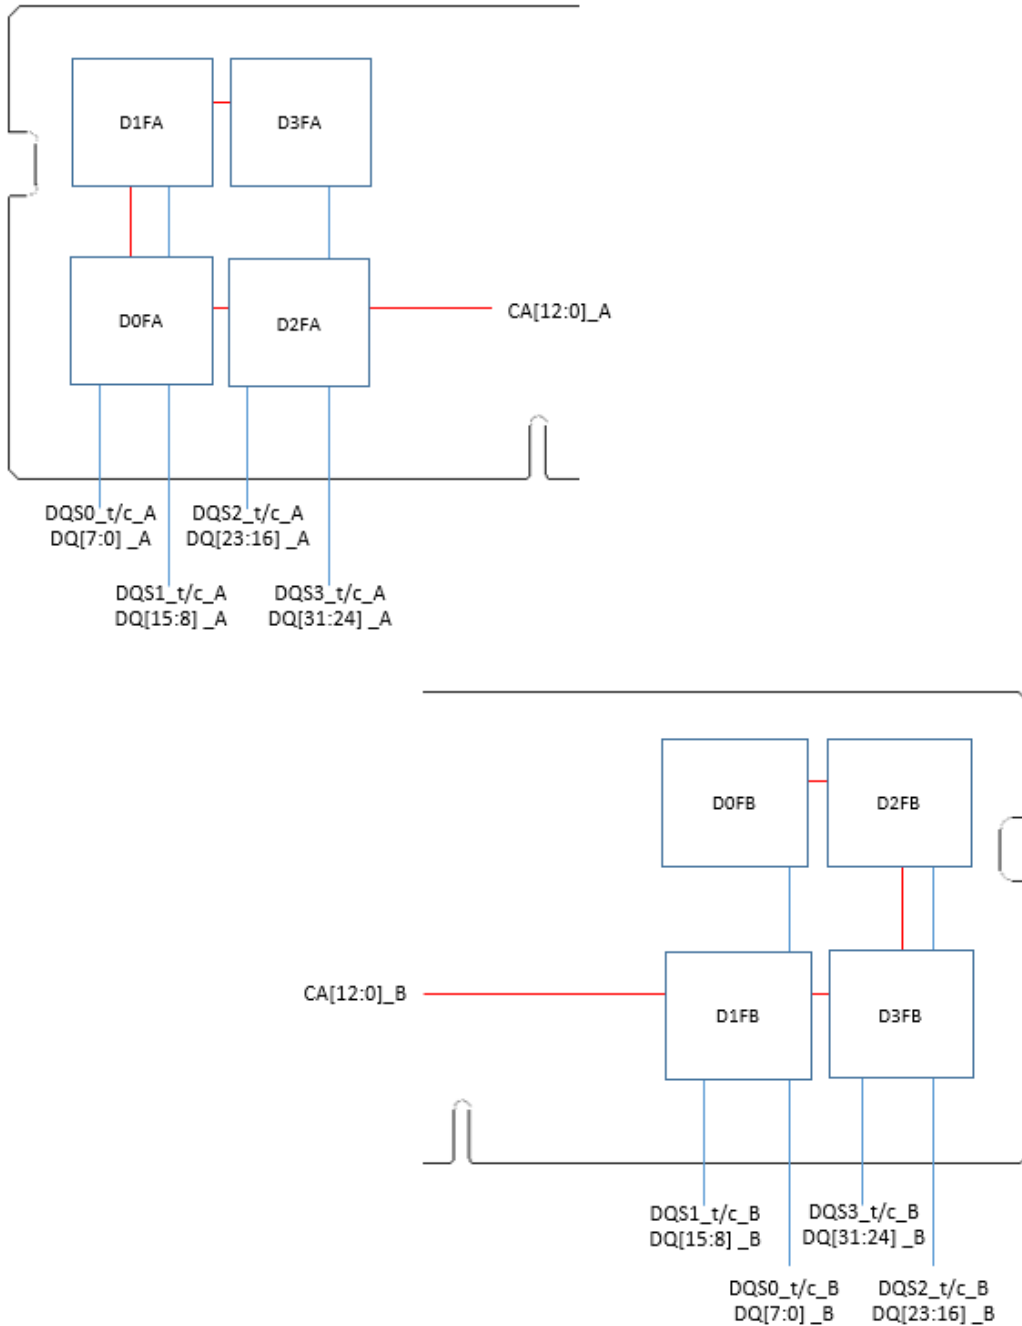 D1FA
D3FA
D0FA
D2FA
CA[12:0]_A
DQS0_t/c_A
DQ[7:0] _A
DQS2_t/c_A
DQ[23:16] _A
DQS1_t/c_A
DQ[15:8] _A
DQS3_t/c_A
DQ[31:24] _A
D0FB
D2FB
CA[12:0]_B
D1FB
D3FB
DQS1_t/c_B
DQ[15:8] _B
DQS3_t/c_B
DQ[31:24] _B
DQS0_t/c_B
DQ[7:0] _B
DQS2_t/c_B
DQ[23:16] _B